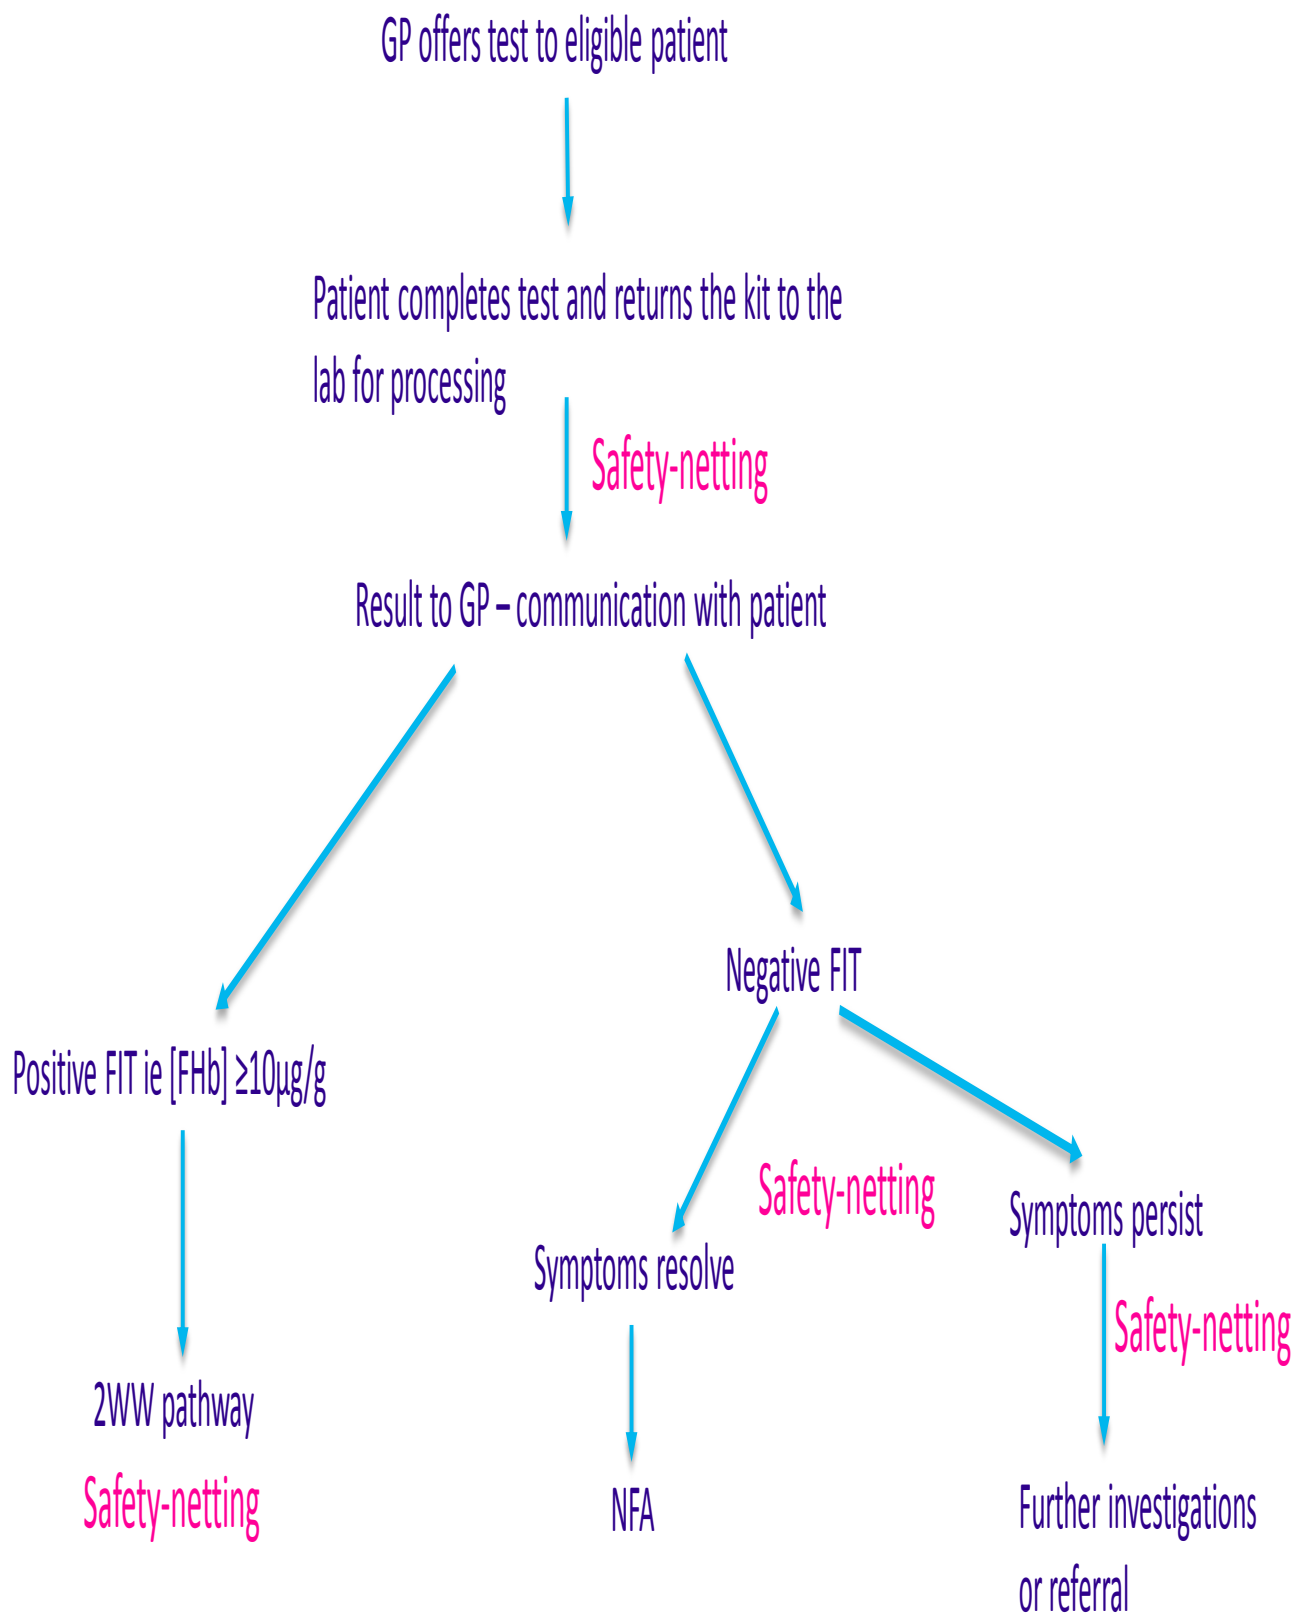 GP offers test to eligible patient
Patient completes test and returns the kit to the
lab for processing
Safety-netting
Result to GP – communication with patient
Negative FIT
Positive FIT ie [FHb] ≥10µg/g
Safety-netting
Symptoms persist
Symptoms resolve
Safety-netting
2WW pathway
Safety-netting
NFA
Further investigations
or referral